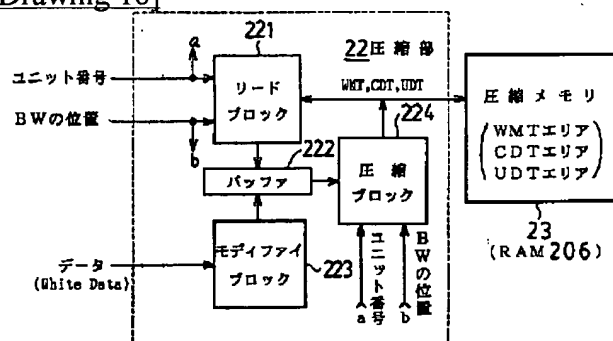 Drawing 10]
221
a
22圧縮部
ユニット番号
リード
ブロック
WMT,CDT,UDT
BWの位置
b
222
バッファ
224
圧縮
ブロック
圧縮メモリ
WMTエリア
CDTエリア
UDTエリア
23
(RAM206)
データ
(White Data)
モディファイ
ブロック
223
ユニット番号
BWの位置
a
b